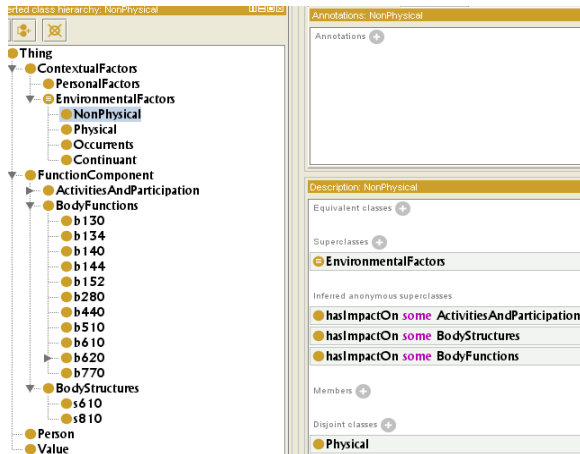 erted class hierarchy: NonPhysical
Thing
ContextualFactors
PersonalFactors
EnvironmentalFactors
NonPhysical
Physical
Occurrents
Continuant
FunctionComponent
ActivitiesAndParticipation
BodyFunctions
b130
b134
b140
b144
b152
b280
b440
b510
b610
b620
b770
BodyStructures
s610
s810
Person
Value
Annotations: NonPhysical
Annotations
Description: NonPhysical
Equivalent classes
Superclasses
EnvironmentalFactors
Inferred anonymous superclasses
hasImpactOn some ActivitiesAndParticipation
hasImpactOn some BodyStructures
hasImpactOn some BodyFunctions
Members
Disjoint classes
Physical